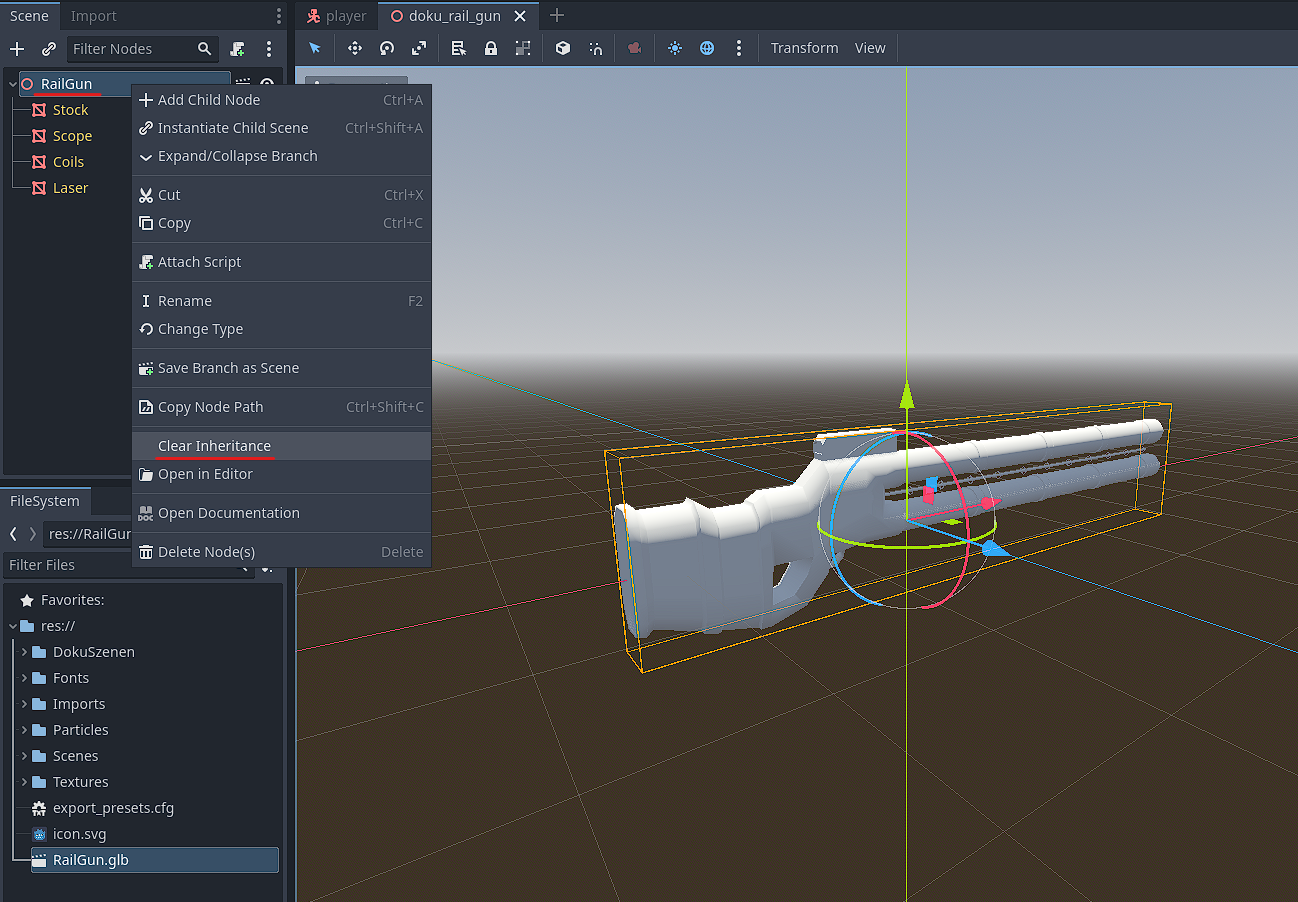 Scene Import
Filter Nodes
RailGun
Stock
Scope
Coils
Laser
player doku_rail_gun
Transform View
Add Child Node Ctrl+A
Instantiate Child Scene Ctrl+Shift+A
Expand/Collapse Branch
Cut Ctrl+X
Copy Ctrl+C
Attach Script
Rename F2
Change Type
Save Branch as Scene
Copy Node Path Ctrl+Shift+C
Clear Inheritance
Open in Editor
Open Documentation
Delete Node(s) Delete
FileSystem
res://RailGun
Filter Files
Favorites:
res://
DokuSzenen
Fonts
Imports
Particles
Scenes
Textures
export_presets.cfg
icon.svg
RailGun.glb